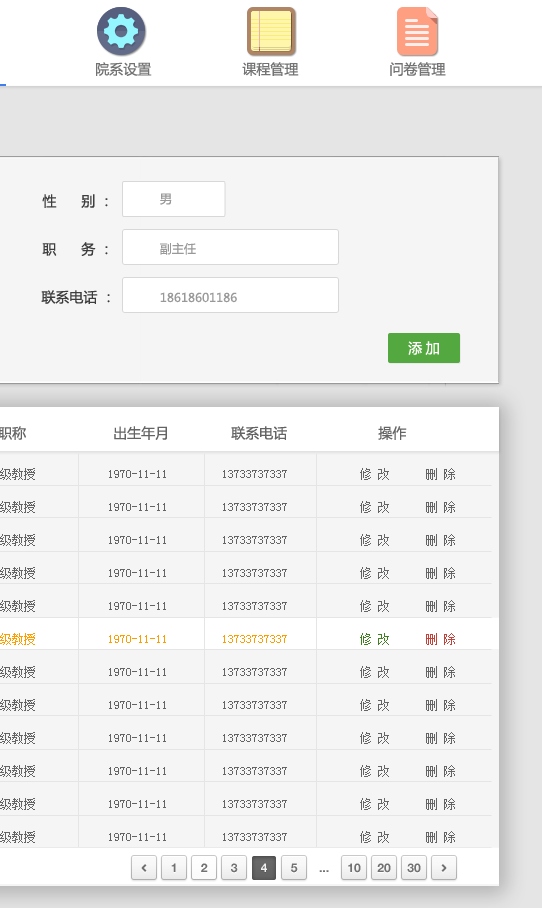 院系设置 课程管理 问卷管理
性 别 : 男
职 务 : 副主任
联系电话 : 18618601186
添加
职称 出生年月 联系电话 操作
级教授 1970-11-11 13733737337 修 改 删 除
级教授 1970-11-11 13733737337 修 改 删 除
级教授 1970-11-11 13733737337 修 改 删 除
级教授 1970-11-11 13733737337 修 改 删 除
级教授 1970-11-11 13733737337 修 改 删 除
级教授 1970-11-11 13733737337 修 改 删 除
级教授 1970-11-11 13733737337 修 改 删 除
级教授 1970-11-11 13733737337 修 改 删 除
级教授 1970-11-11 13733737337 修 改 删 除
级教授 1970-11-11 13733737337 修 改 删 除
级教授 1970-11-11 13733737337 修 改 删 除
级教授 1970-11-11 13733737337 修 改 删 除
‹ 1 2 3 4 5 ... 10 20 30 ›